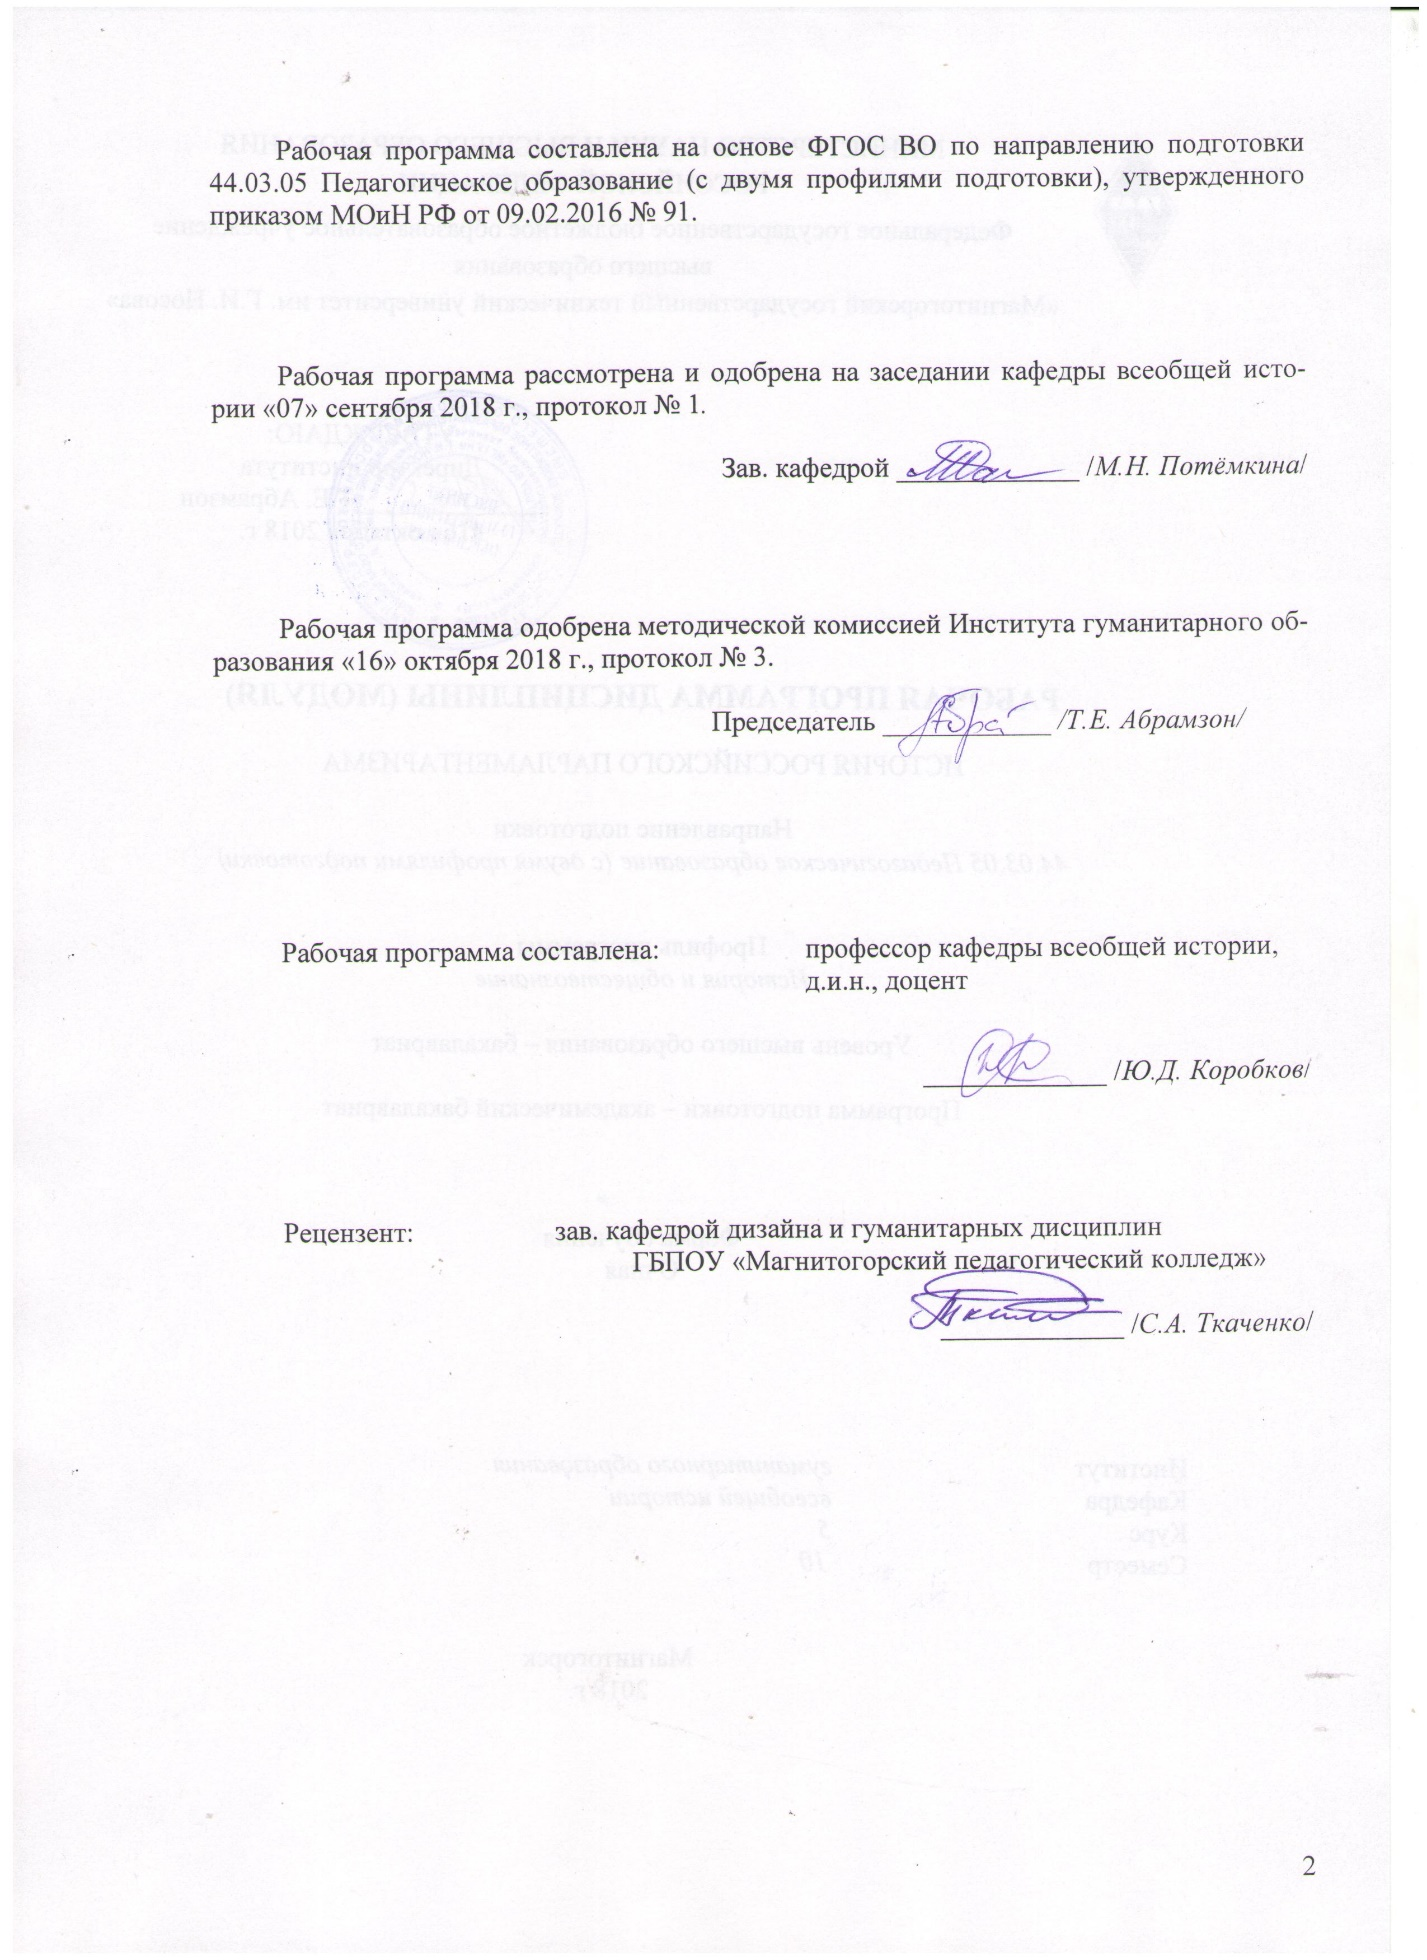 Рабочая программа составлена на основе ФГОС ВО по направлению подготовки
44.03.05 Педагогическое образование (с двумя профилями подготовки), утвержденного
приказом МОиН РФ от 09.02.2016 № 91.
Рабочая программа рассмотрена и одобрена на заседании кафедры всеобщей исто-
рии «07» сентября 2018 г., протокол № 1.
Зав. кафедрой /М.Н. Потёмкина/
Рабочая программа одобрена методической комиссией Института гуманитарного об-
разования «16» октября 2018 г., протокол № 3.
Председатель /Т.Е. Абрамзон/
Рабочая программа составлена: профессор кафедры всеобщей истории,
д.и.н., доцент
/Ю.Д. Коробков/
Рецензент: зав. кафедрой дизайна и гуманитарных дисциплин
ГБПОУ «Магнитогорский педагогический колледж»
/С.А. Ткаченко/
2